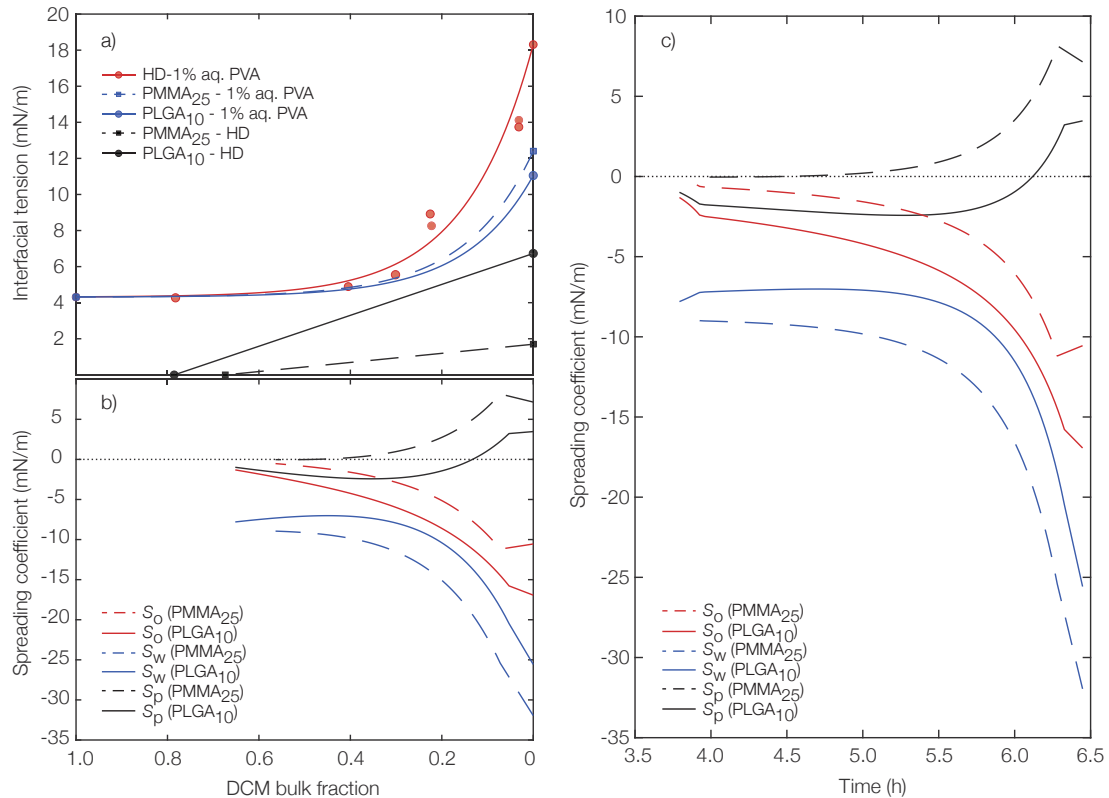 a)
20
18
16
14
12
10
8
6
4
2
Interfacial tension (mN/m)
HD-1% aq. PVA
PMMA25 - 1% aq. PVA
PLGA10 - 1% aq. PVA
PMMA25 - HD
PLGA10 - HD
b)
5
0
-5
-10
-15
-20
-25
-30
-35
Spreading coefficient (mN/m)
So (PMMA25)
So (PLGA10)
Sw (PMMA25)
Sw (PLGA10)
Sp (PMMA25)
Sp (PLGA10)
1.0 0.8 0.6 0.4 0.2 0
DCM bulk fraction
c)
10
5
0
-5
-10
-15
-20
-25
-30
-35
Spreading coefficient (mN/m)
So (PMMA25)
So (PLGA10)
Sw (PMMA25)
Sw (PLGA10)
Sp (PMMA25)
Sp (PLGA10)
3.5 4.0 4.5 5.0 5.5 6.0 6.5
Time (h)